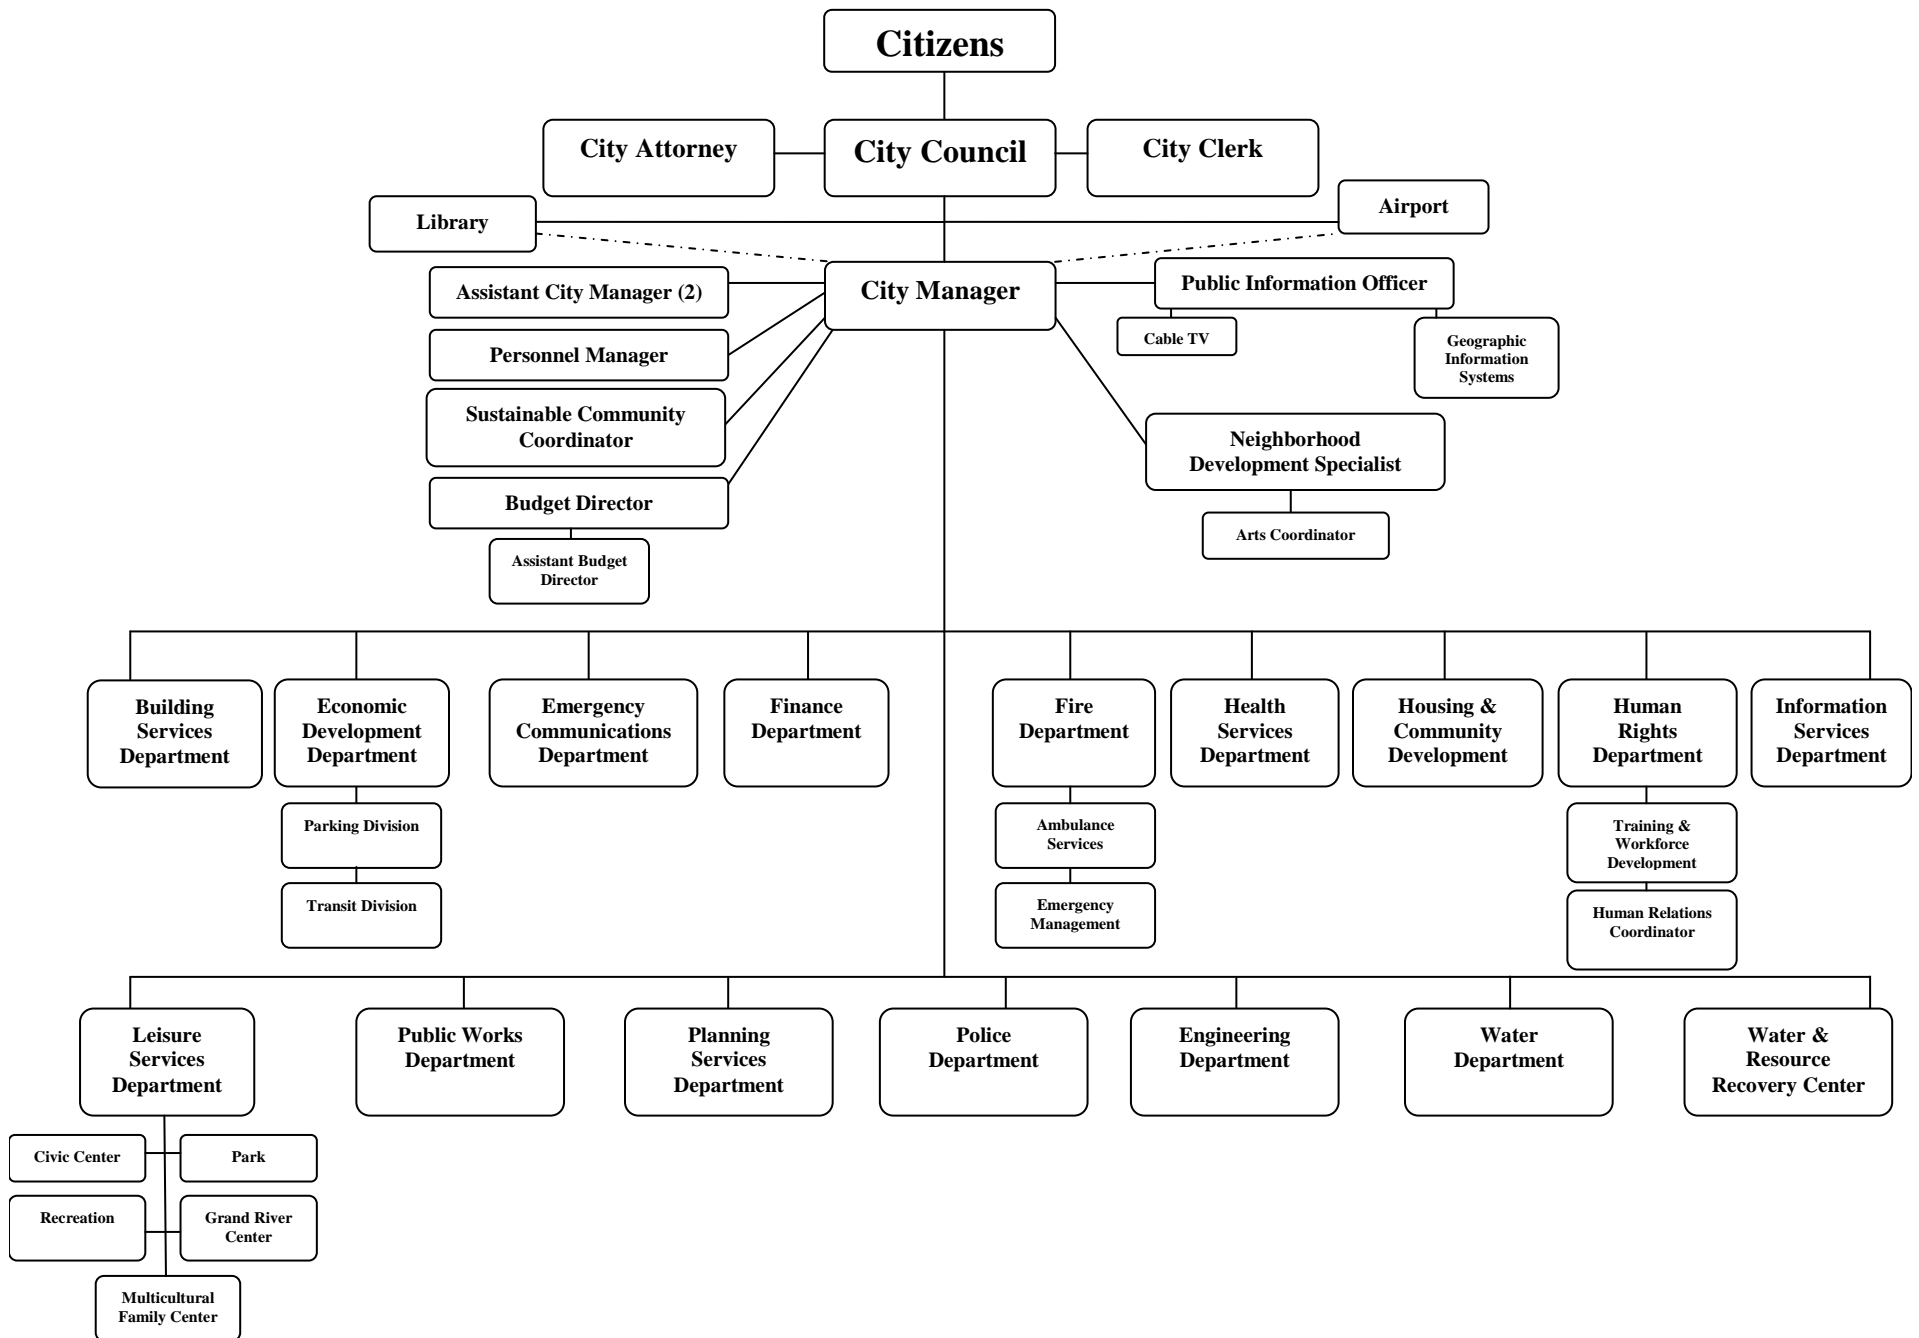 Citizens
City Attorney
City Council
City Clerk
Library
Airport
Assistant City Manager (2)
City Manager
Public Information Officer
Personnel Manager
Cable TV
Geographic
Information
Systems
Sustainable Community
Coordinator
Neighborhood
Development Specialist
Budget Director
Arts Coordinator
Assistant Budget
Director
Building
Services
Department
Economic
Development
Department
Emergency
Communications
Department
Finance
Department
Fire
Department
Health
Services
Department
Housing &
Community
Development
Human
Rights
Department
Information
Services
Department
Parking Division
Transit Division
Ambulance
Services
Emergency
Management
Training &
Workforce
Development
Human Relations
Coordinator
Leisure
Services
Department
Public Works
Department
Planning
Services
Department
Police
Department
Engineering
Department
Water
Department
Water &
Resource
Recovery Center
Civic Center
Park
Recreation
Grand River
Center
Multicultural
Family Center